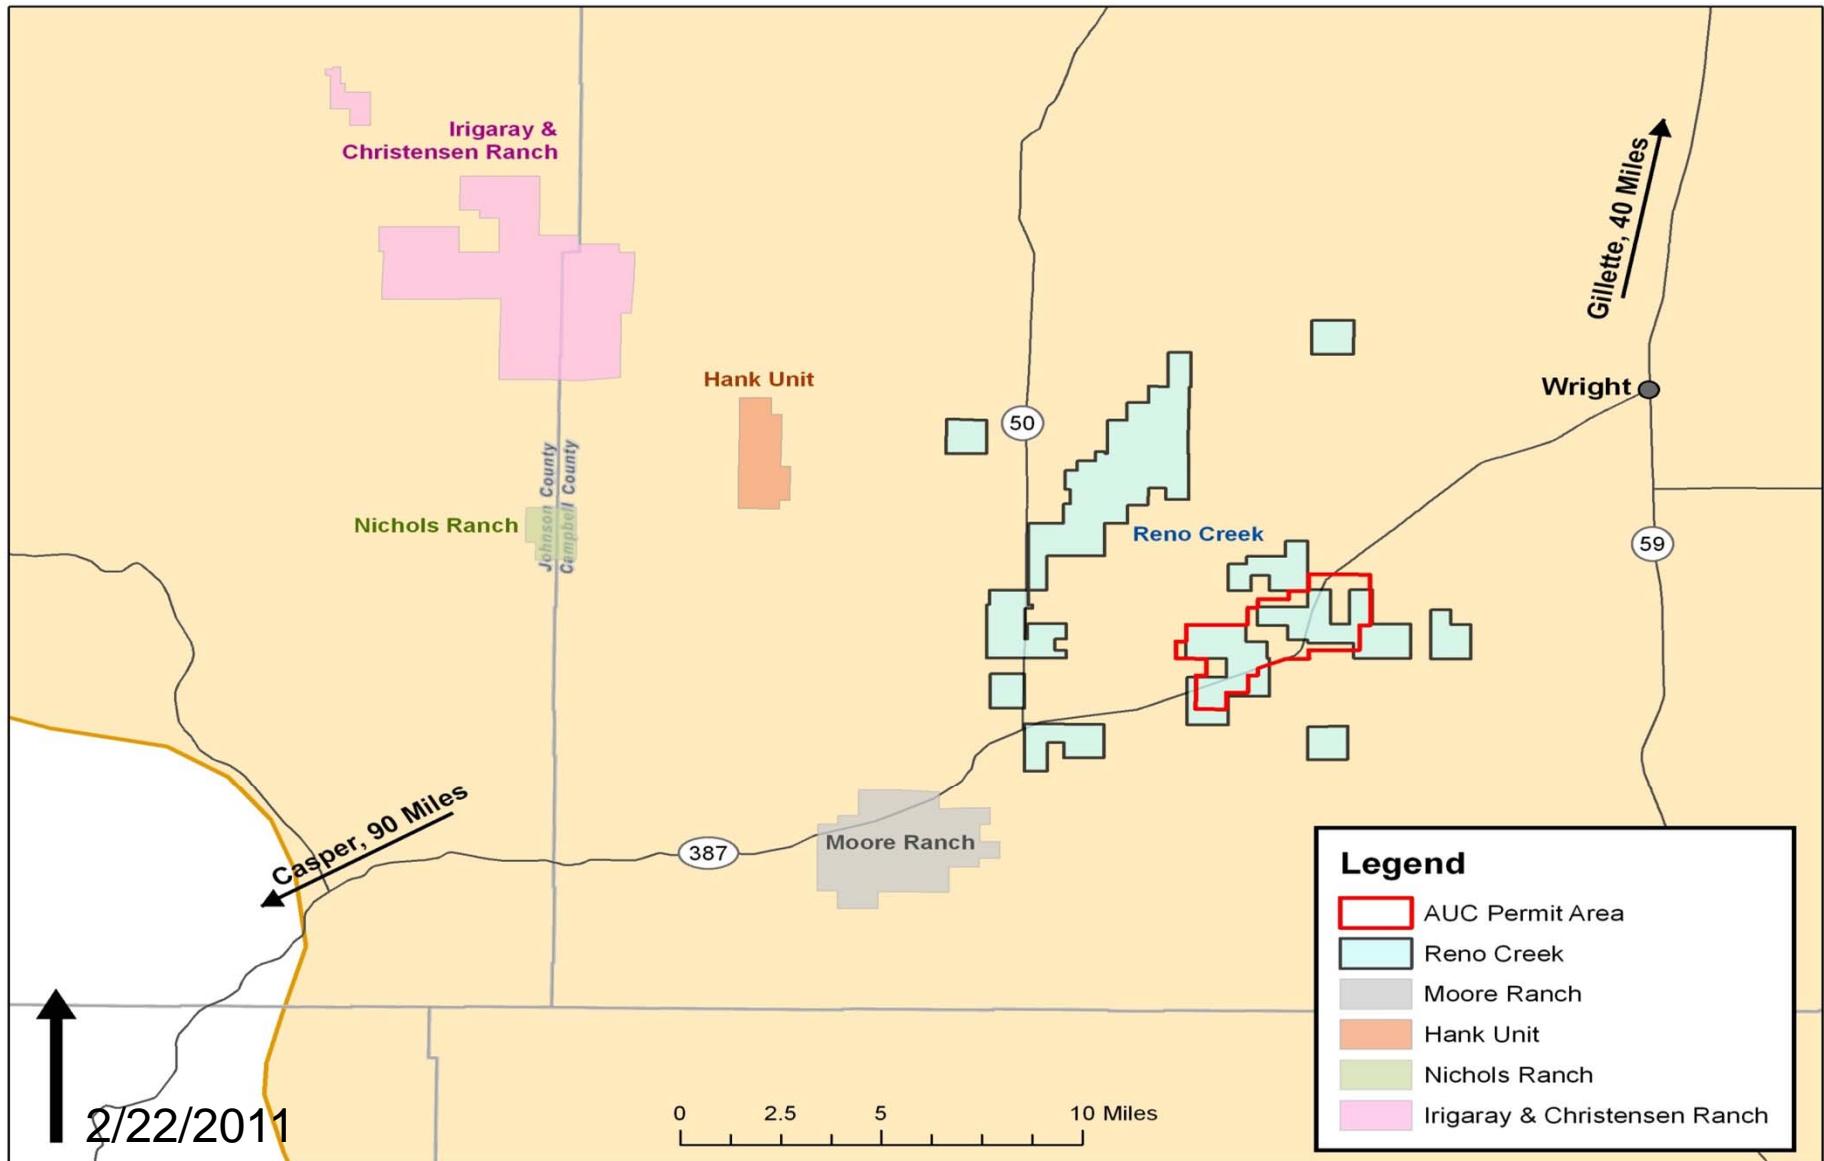 Irigaray &
Christensen Ranch
Gillette, 40 Miles
Hank Unit
Wright
50
Johnson County
Campbell County
Nichols Ranch
Reno Creek
59
Casper, 90 Miles
Moore Ranch
387
Legend
AUC Permit Area
Reno Creek
Moore Ranch
Hank Unit
Nichols Ranch
Irigaray & Christensen Ranch
0 2.5 5 10 Miles
2/22/2011